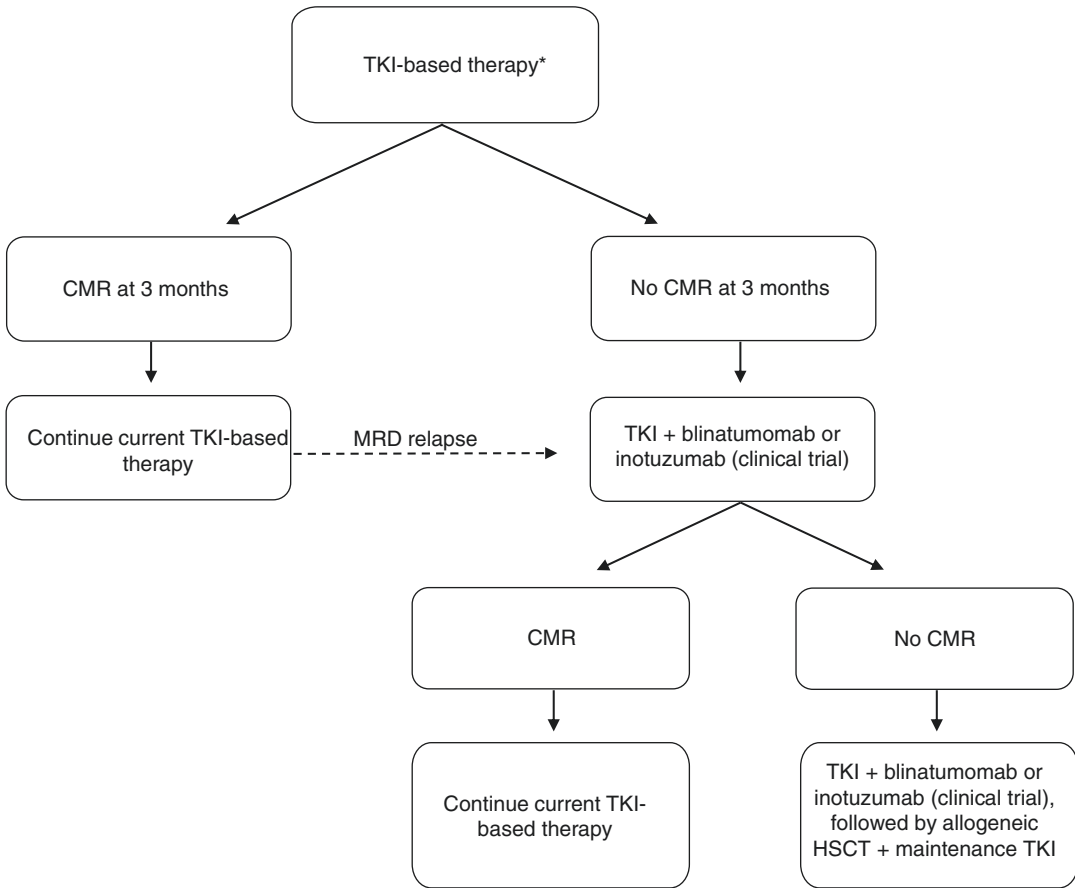 TKI-based therapy*
CMR at 3 months
No CMR at 3 months
Continue current TKI-based
therapy
MRD relapse
TKI + blinatumomab or
inotuzumab (clinical trial)
CMR
No CMR
Continue current TKI-
based therapy
TKI + blinatumomab or
inotuzumab (clinical trial),
followed by allogeneic
HSCT + maintenance TKI